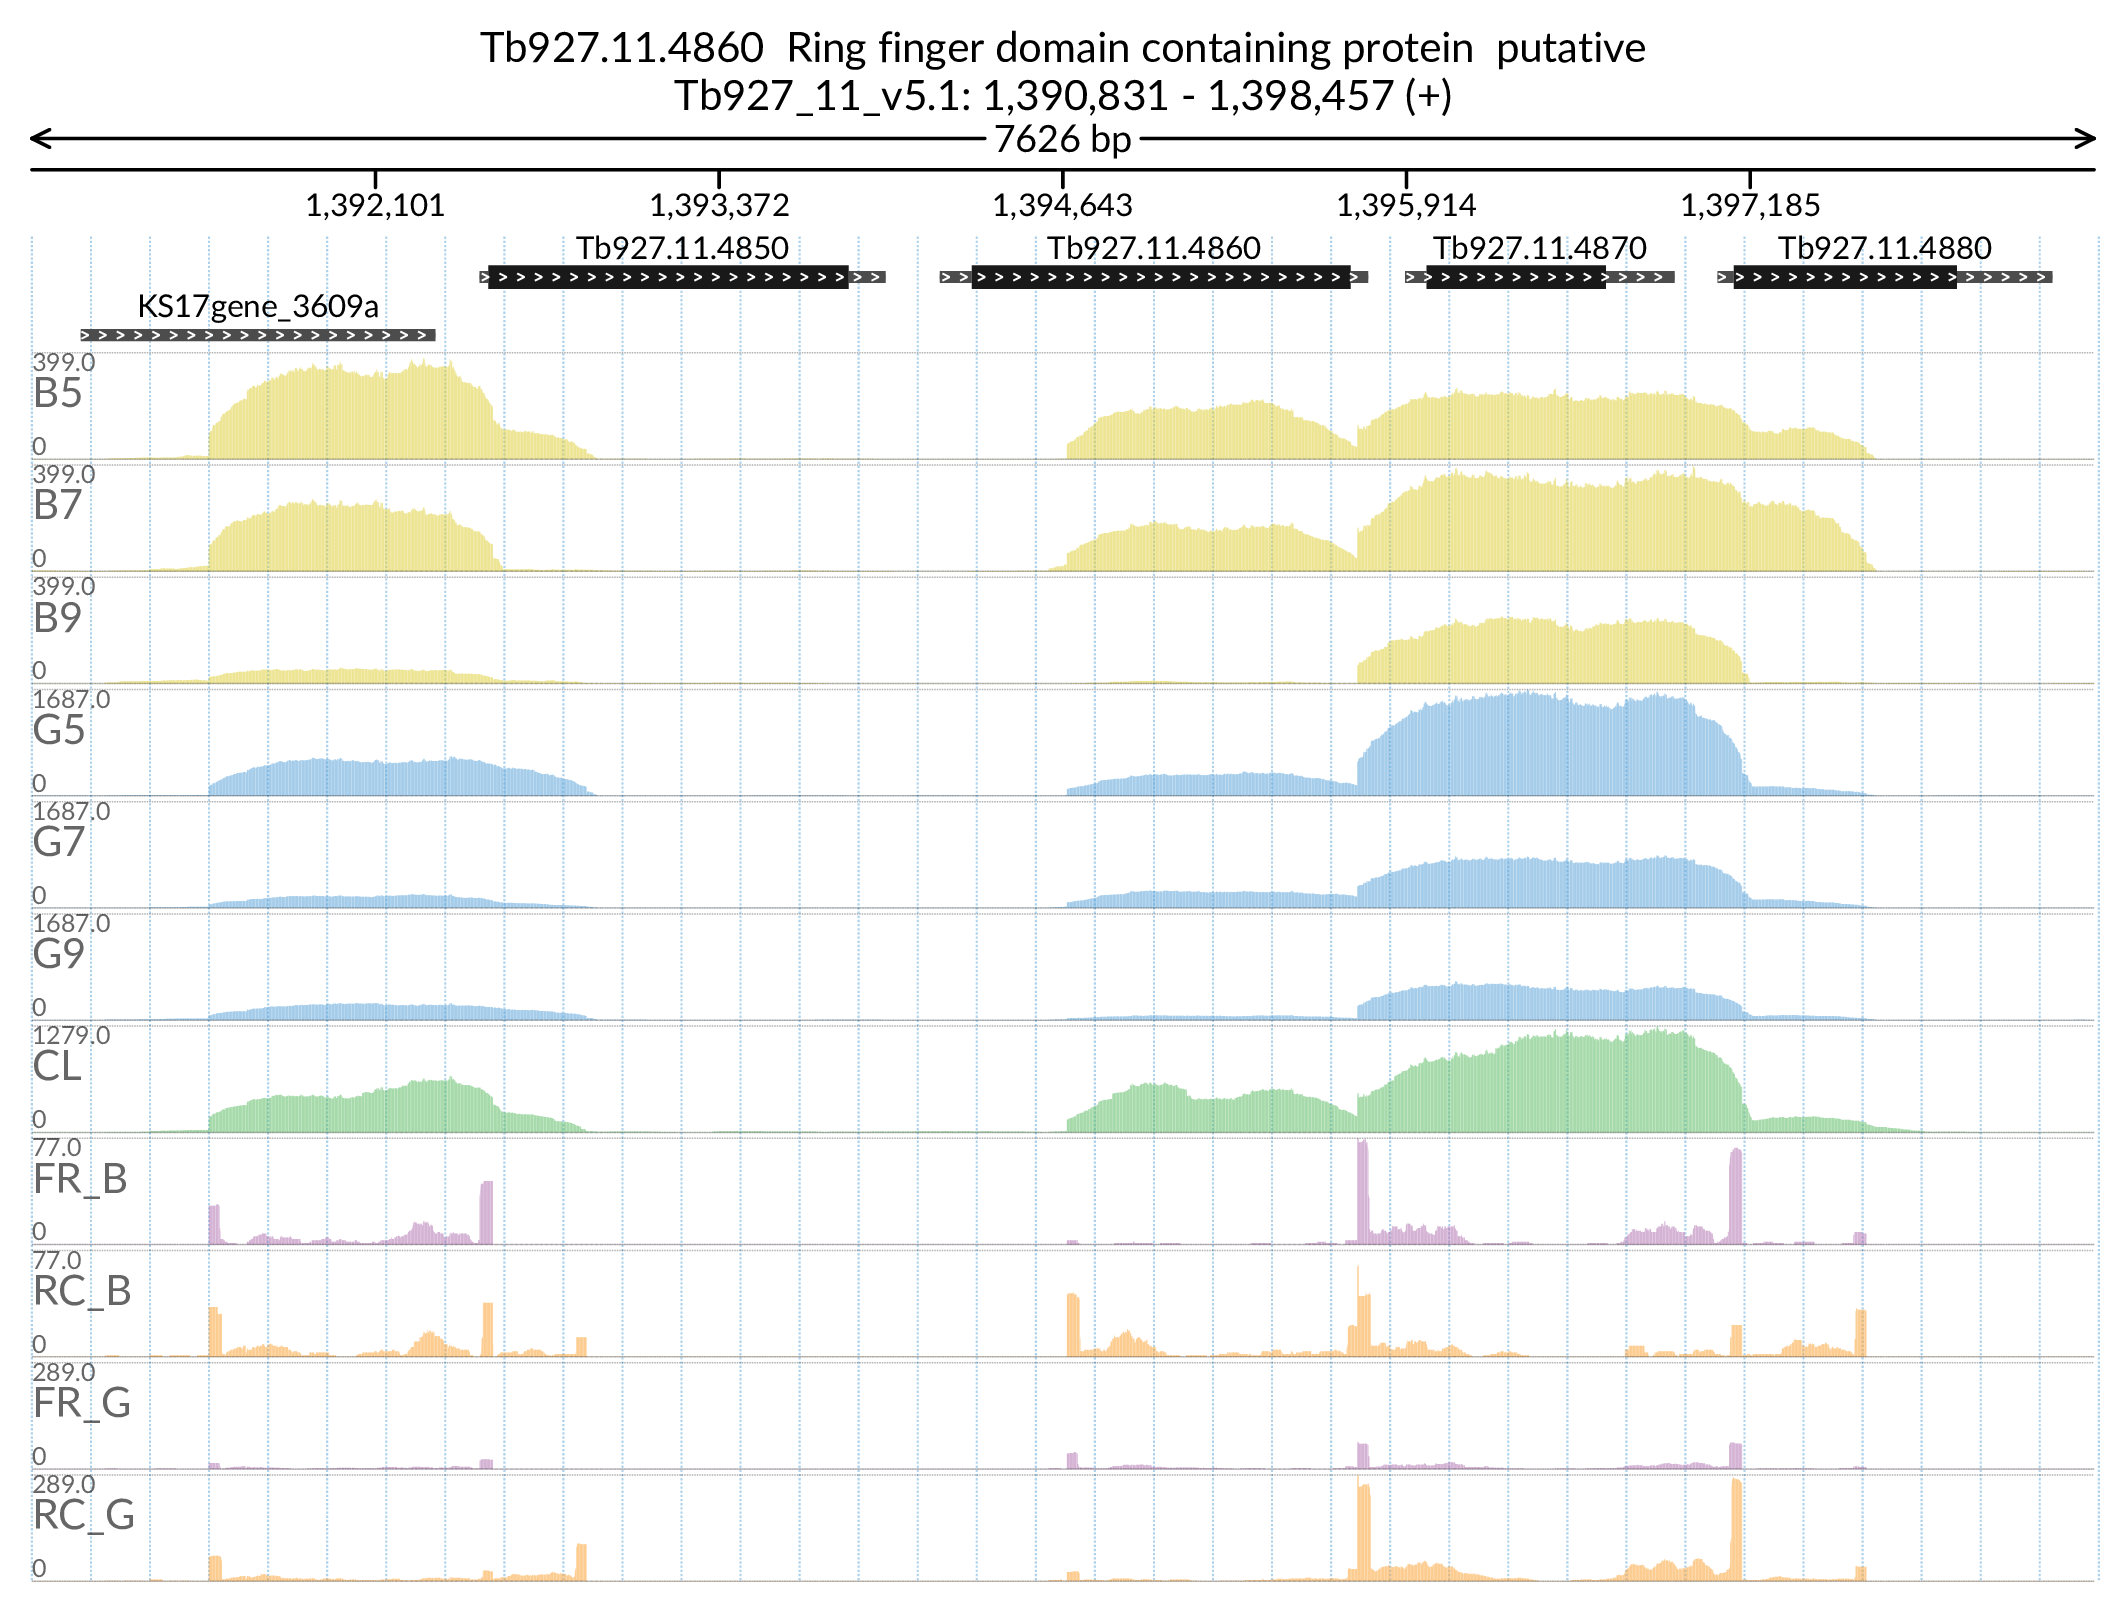 Tb927.11.4860  Ring finger domain containing protein  putative
Tb927_11_v5.1: 1,390,831 - 1,398,457 (+)
7626 bp
1,392,101 1,393,372 1,394,643 1,395,914 1,397,185
Tb927.11.4850 Tb927.11.4860 Tb927.11.4870 Tb927.11.4880
KS17gene_3609a
399.0
B5
0
399.0
B7
0
399.0
B9
0
1687.0
G5
0
1687.0
G7
0
1687.0
G9
0
1279.0
CL
0
77.0
FR_B
0
77.0
RC_B
0
289.0
FR_G
0
289.0
RC_G
0